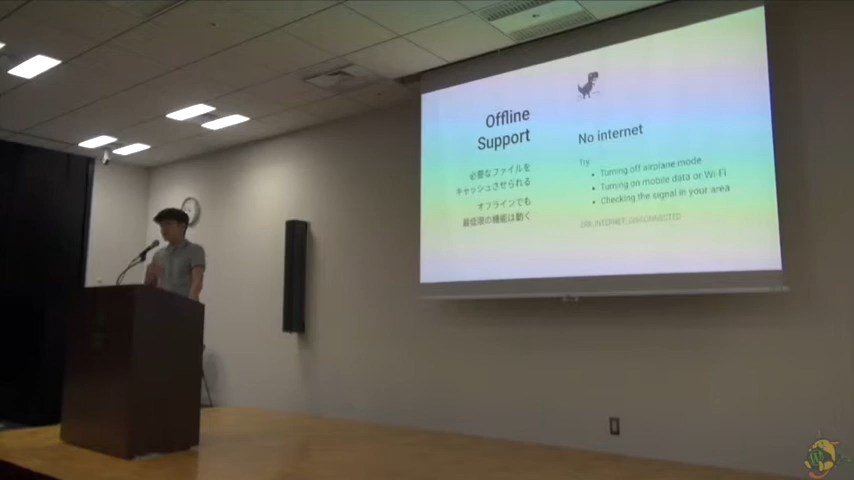 Offline
Support
必要なファイルを
キャッシュさせられる
オフラインでも
最低限の機能は動く
No internet
Try:
• Turning off airplane mode
• Turning on mobile data or Wi-Fi
• Checking the signal in your area
ERR_INTERNET_DISCONNECTED